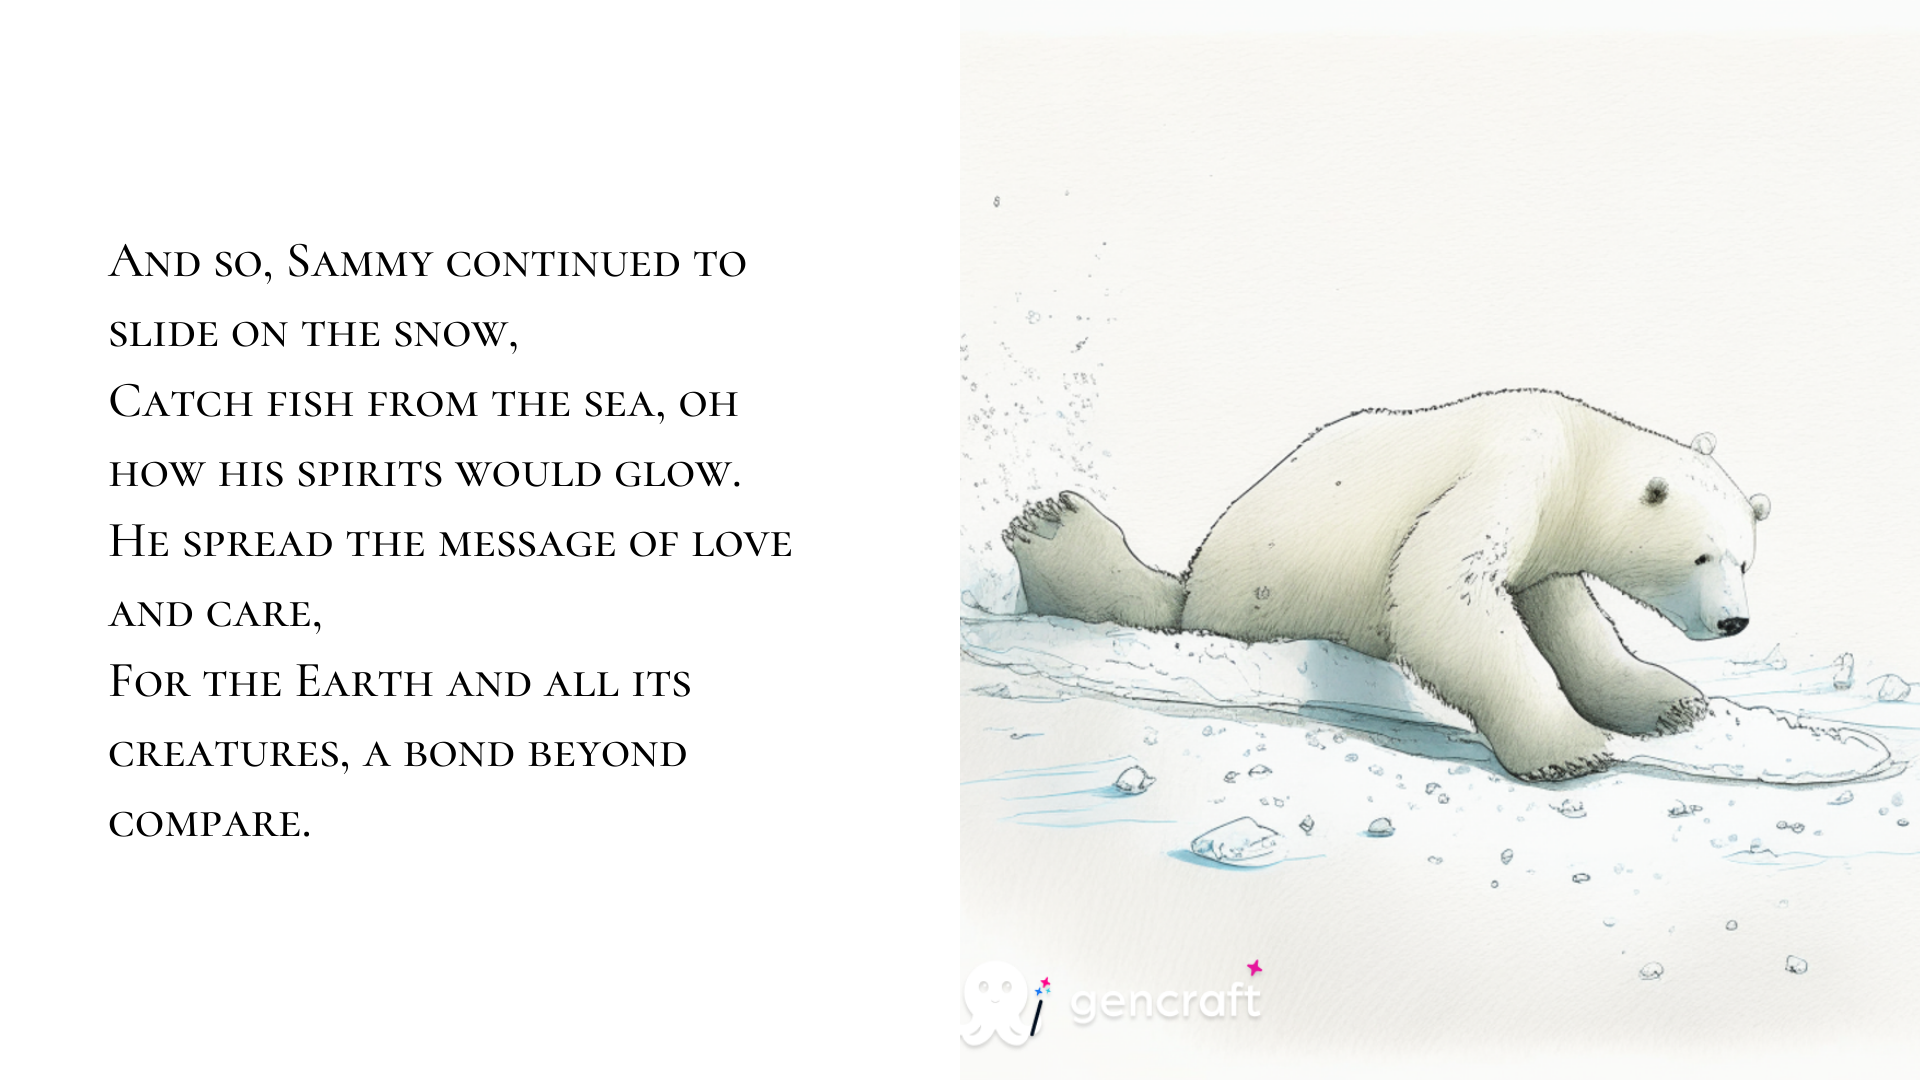 And so, Sammy continued to
slide on the snow,
Catch fish from the sea, oh
how his spirits would glow.
He spread the message of love
and care,
For the Earth and all its
creatures, a bond beyond
compare.
gencraft